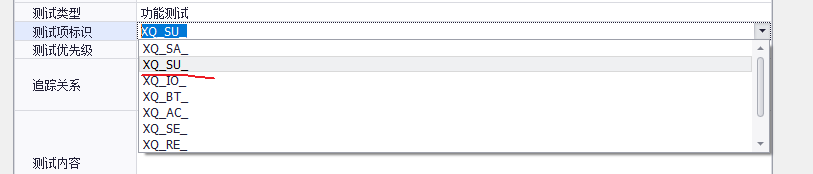 测试类型 功能测试
测试项标识 XQ_SU_
测试优先级 XQ_SA_
XQ_SU_
追踪关系 XQ_IO_
XQ_BT_
XQ_AC_
XQ_SE_
测试内容 XQ_RE_